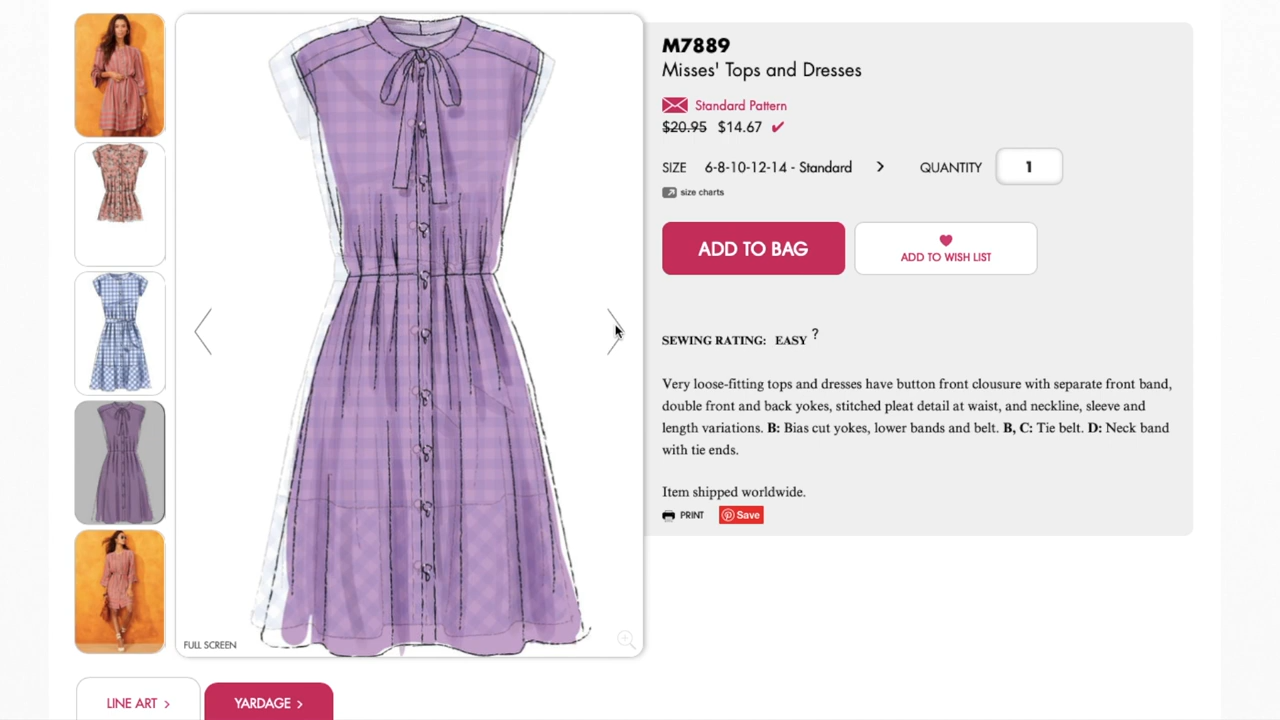 M7889
Misses' Tops and Dresses
Standard Pattern
$20.95 $14.67
SIZE 6-8-10-12-14 - Standard > QUANTITY 1
size charts
ADD TO BAG
ADD TO WISH LIST
SEWING RATING: EASY ?
Very loose-fitting tops and dresses have button front clousure with separate front band,
double front and back yokes, stitched pleat detail at waist, and neckline, sleeve and
length variations. B: Bias cut yokes, lower bands and belt. B, C: Tie belt. D: Neck band
with tie ends.
Item shipped worldwide.
PRINT Save
FULL SCREEN
LINE ART > YARDAGE >